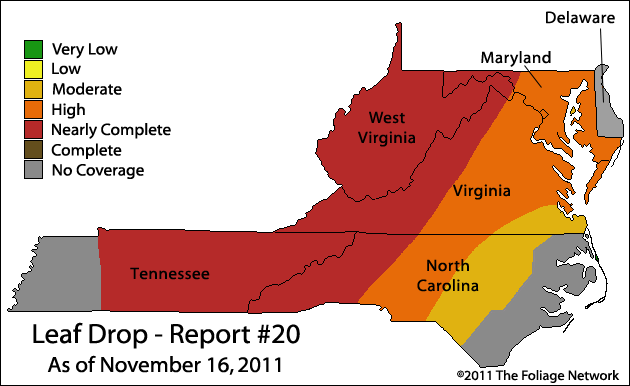 Delaware
Maryland
Very Low
Low
Moderate
High
Nearly Complete
Complete
No Coverage
West
Virginia
Virginia
Tennessee
North
Carolina
Leaf Drop - Report #20
As of November 16, 2011
©2011 The Foliage Network